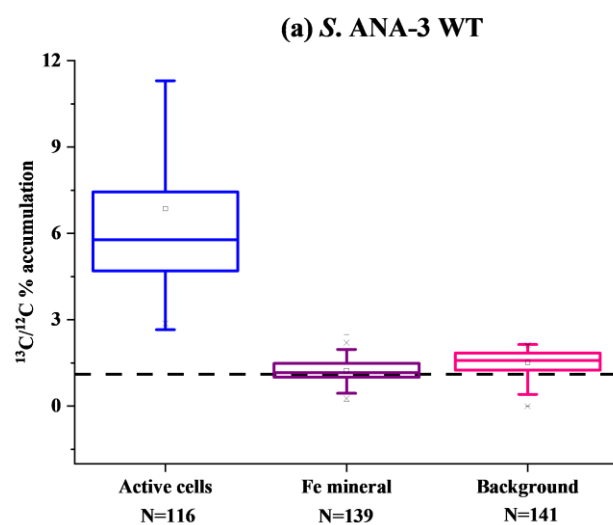 (a) S. ANA-3 WT
12
9
6
3
0
¹³C/¹²C % accumulation
Active cells Fe mineral Background
N=116 N=139 N=141